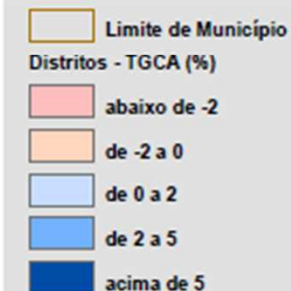 Limite de Município
Distritos - TGCA (%)
abaixo de -2
de -2 a 0
de 0 a 2
de 2 a 5
acima de 5